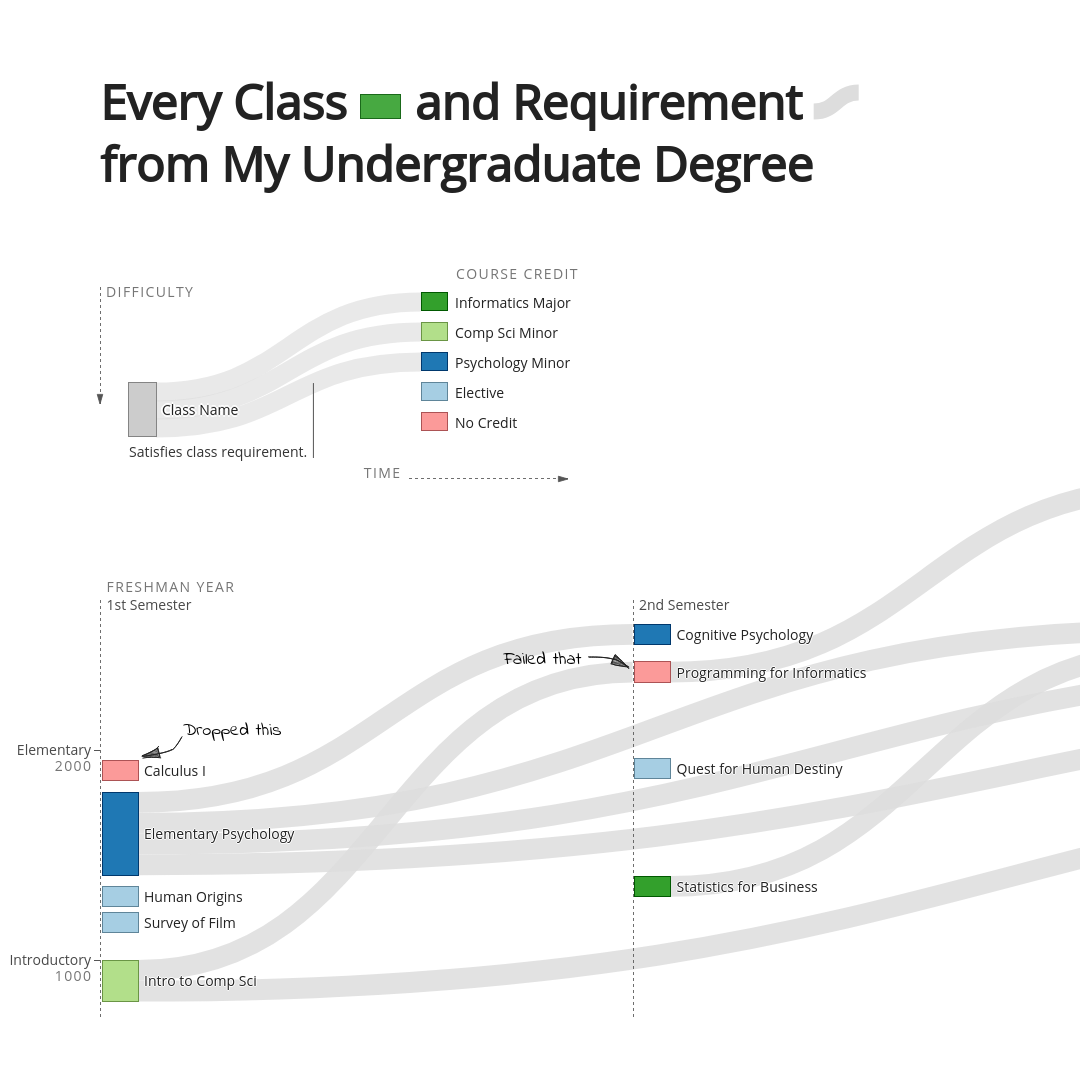 Every Class and Requirement
from My Undergraduate Degree
COURSE CREDIT
DIFFICULTY
Informatics Major
Comp Sci Minor
Psychology Minor
Elective
No Credit
Class Name
Satisfies class requirement.
TIME
FRESHMAN YEAR
1st Semester
2nd Semester
Cognitive Psychology
Failed that
Programming for Informatics
Dropped this
Elementary
2000
Calculus I
Quest for Human Destiny
Elementary Psychology
Statistics for Business
Human Origins
Survey of Film
Introductory
1000
Intro to Comp Sci